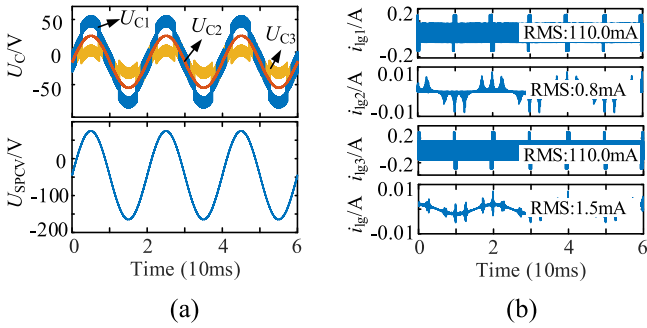 50
0
-50
U_C/V
U_C1
U_C2
U_C3
0
-100
-200
U_SPCV/V
0 2 4 6
Time (10ms)
(a)
0.2
-0.2
i_lg1/A
RMS:110.0mA
0.01
-0.01
i_lg2/A
RMS:0.8mA
0.2
-0.2
i_lg3/A
RMS:110.0mA
0.01
-0.01
i_lg/A
RMS:1.5mA
0 2 4 6
Time (10ms)
(b)